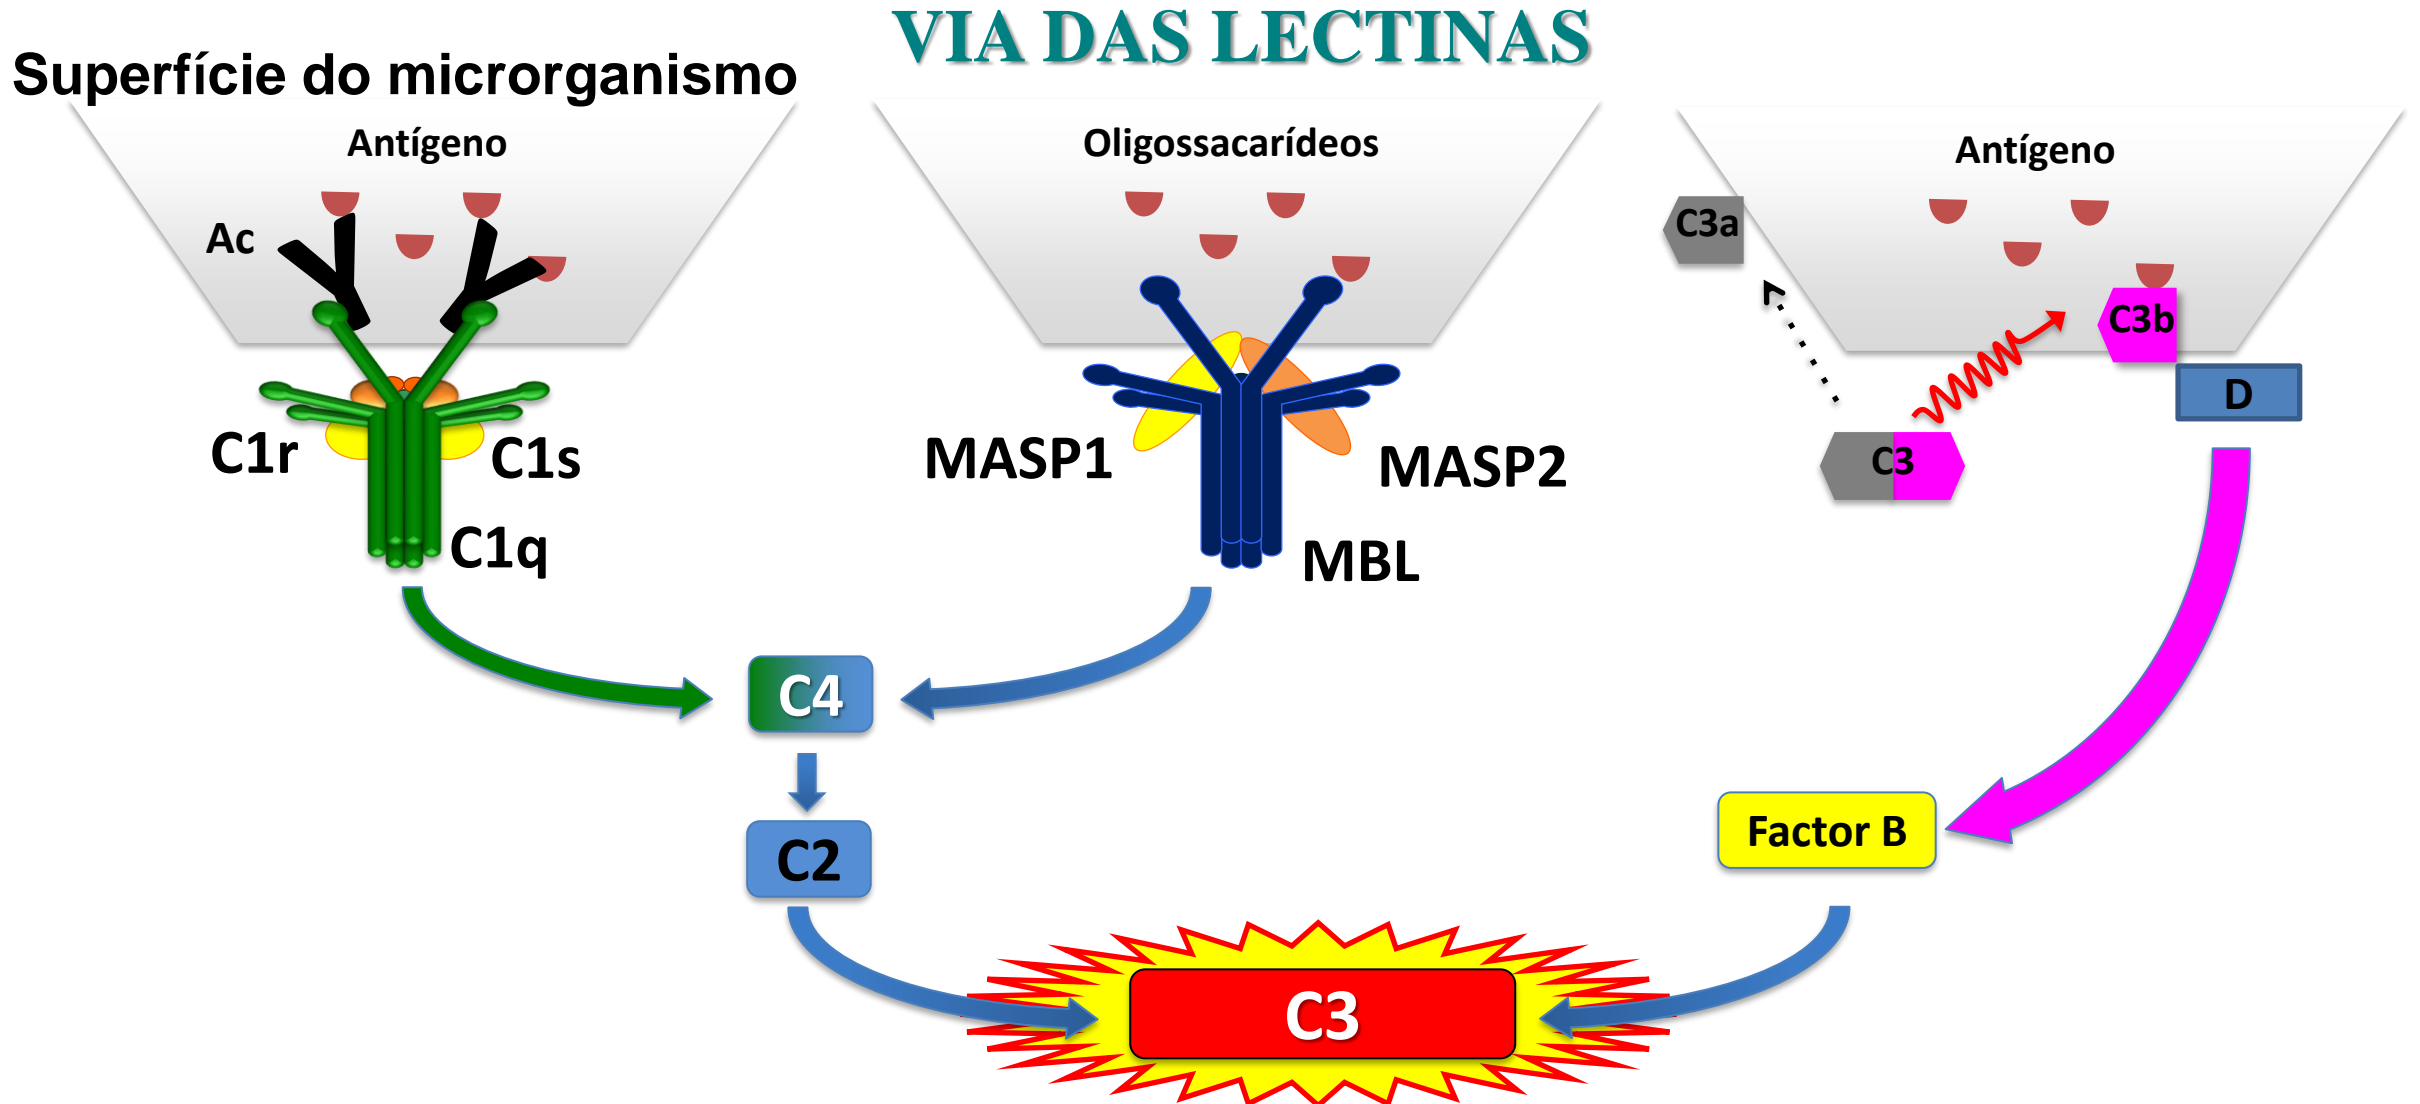 VIA DAS LECTINAS
Superfície do microrganismo
Antígeno
Oligossacarídeos
Antígeno
Ac
C3a
C3b
D
C1r
C1s
MASP1
MASP2
C3
C1q
MBL
C4
C2
Factor B
C3